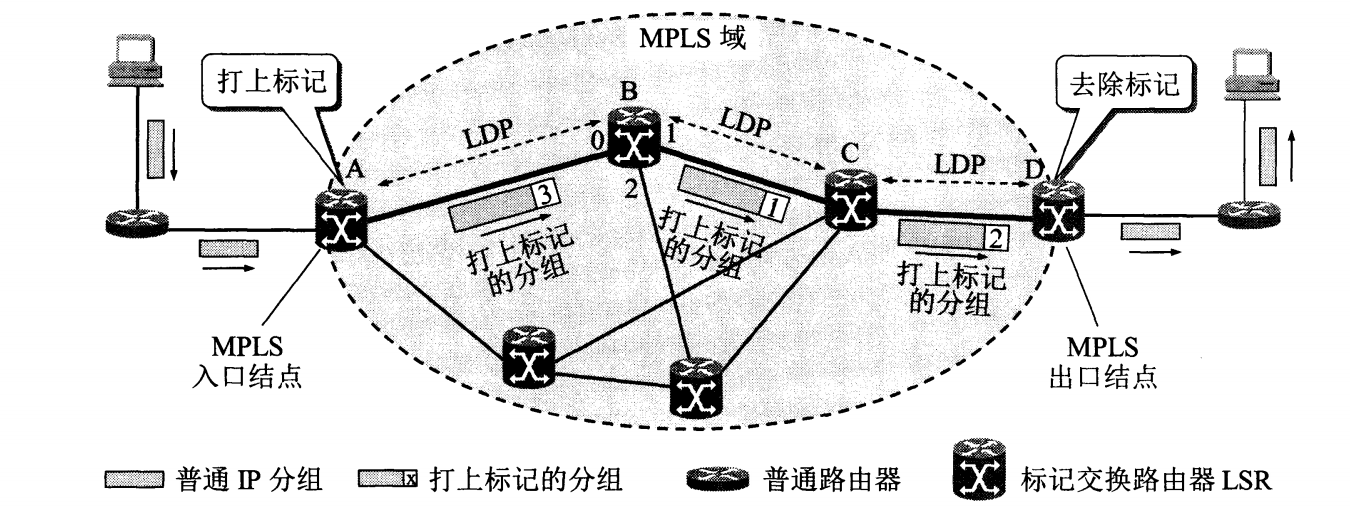 MPLS 域
打上标记
去除标记
B
LDP
0
1
LDP
A
C
LDP
D
3
2
1
2
打上标记
的分组
打上标记
的分组
打上标记
的分组
MPLS
入口结点
MPLS
出口结点
普通 IP 分组
x
打上标记的分组
普通路由器
标记交换路由器 LSR